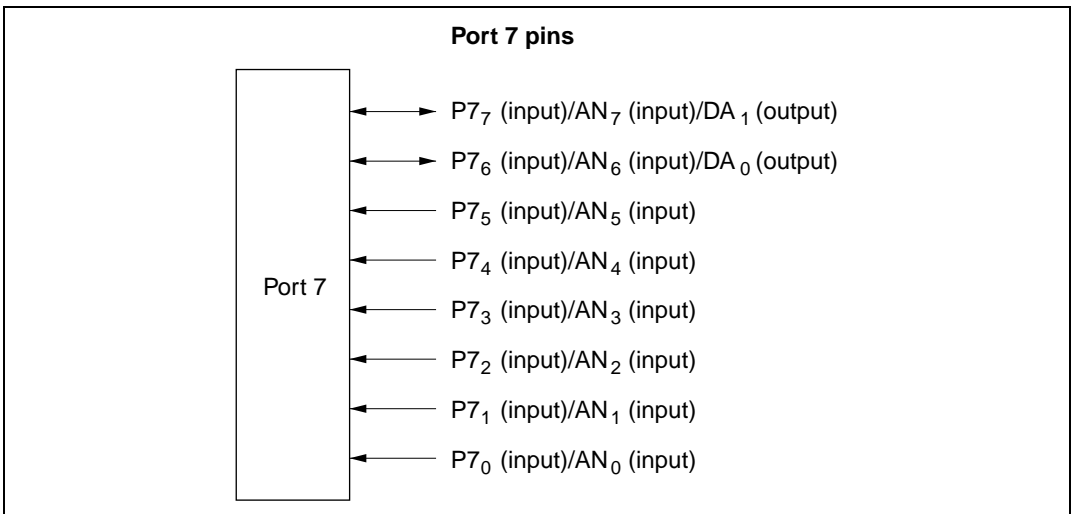 Port 7 pins
P7₇ (input)/AN₇ (input)/DA₁ (output)
P7₆ (input)/AN₆ (input)/DA₀ (output)
P7₅ (input)/AN₅ (input)
P7₄ (input)/AN₄ (input)
Port 7
P7₃ (input)/AN₃ (input)
P7₂ (input)/AN₂ (input)
P7₁ (input)/AN₁ (input)
P7₀ (input)/AN₀ (input)